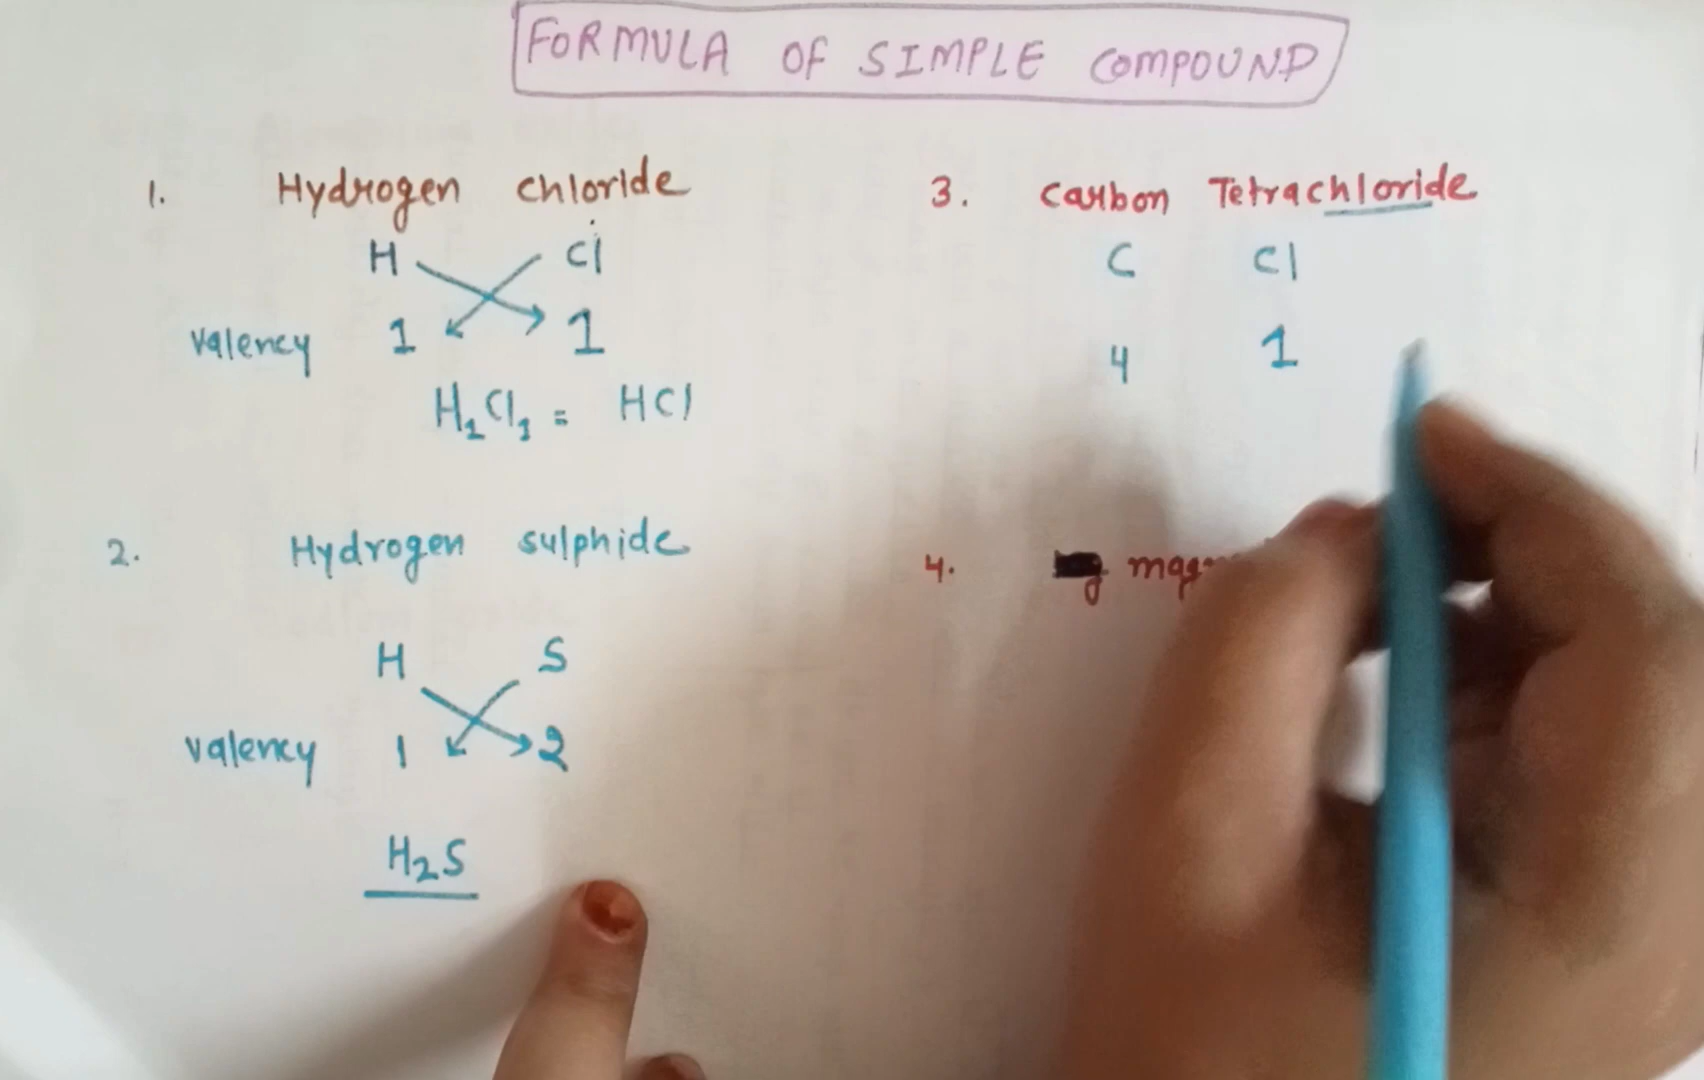 FORMULA OF SIMPLE COMPOUND
1. Hydrogen chloride
H Cl
valency 1 1
H₁Cl₁ = HCl
2. Hydrogen sulphide
H S
valency 1 2
H₂S
3. Carbon Tetrachloride
C Cl
4 1
4.